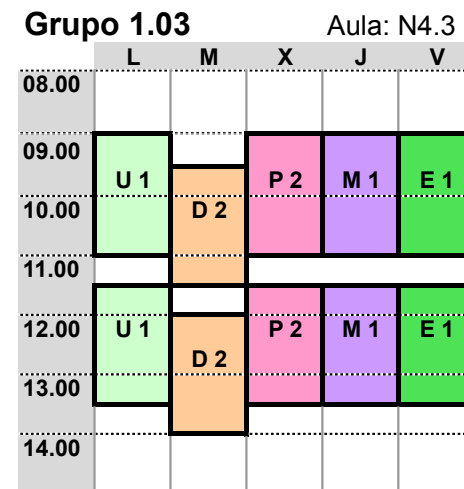 Grupo 1.03 Aula: N4.3
L M X J V
08.00
09.00
U 1 P 2 M 1 E 1
10.00 D 2
11.00
12.00 U 1 P 2 M 1 E 1
D 2
13.00
14.00